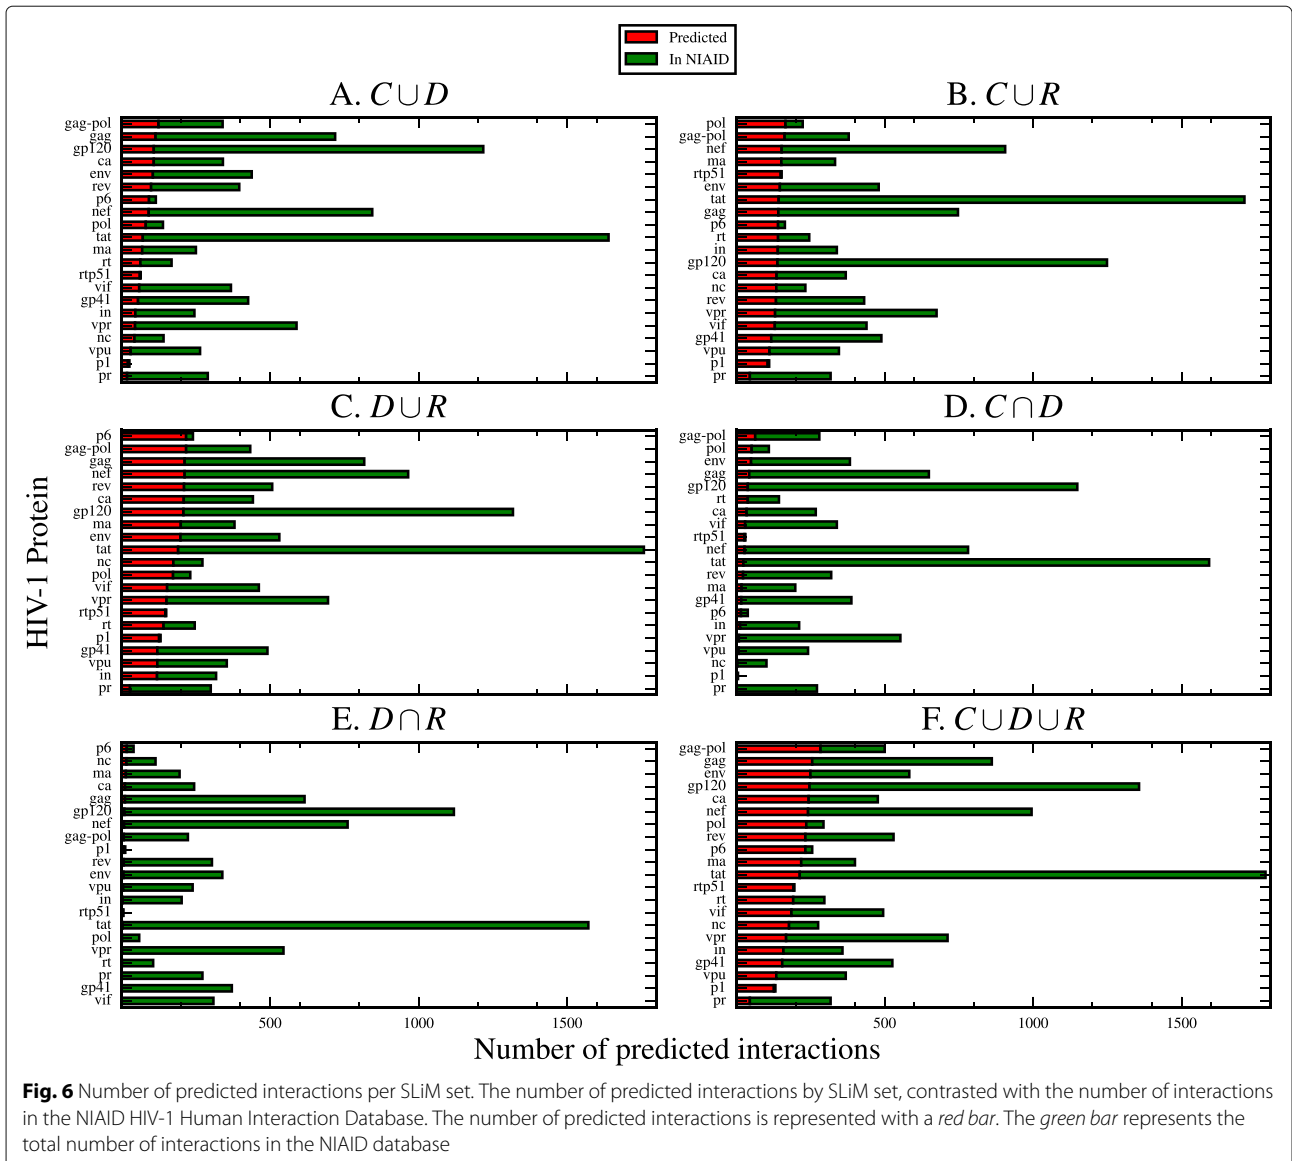 Predicted
In NIAID
A. C∪D
gag-pol
gag
gp120
ca
env
rev
p6
nef
pol
tat
ma
rt
rtp51
vif
gp41
in
vpr
nc
vpu
p1
pr
B. C∪R
pol
gag-pol
nef
ma
rtp51
env
tat
gag
p6
rt
in
gp120
ca
nc
rev
vpr
vif
gp41
vpu
p1
pr
HIV-1 Protein
C. D∪R
p6
gag-pol
gag
nef
rev
ca
gp120
ma
env
tat
nc
pol
vif
vpr
rtp51
rt
p1
gp41
vpu
in
pr
D. C∩D
gag-pol
pol
env
gag
gp120
rt
ca
vif
rtp51
nef
tat
rev
ma
gp41
p6
in
vpr
vpu
nc
p1
pr
E. D∩R
p6
nc
ma
ca
gag
gp120
nef
gag-pol
p1
rev
env
vpu
in
rtp51
tat
pol
vpr
rt
pr
gp41
vif
500 1000 1500
F. C∪D∪R
gag-pol
gag
env
gp120
ca
nef
pol
rev
p6
ma
tat
rtp51
rt
vif
nc
vpr
in
gp41
vpu
p1
pr
500 1000 1500
Number of predicted interactions
Fig. 6 Number of predicted interactions per SLiM set. The number of predicted interactions by SLiM set, contrasted with the number of interactions
in the NIAID HIV-1 Human Interaction Database. The number of predicted interactions is represented with a red bar. The green bar represents the
total number of interactions in the NIAID database